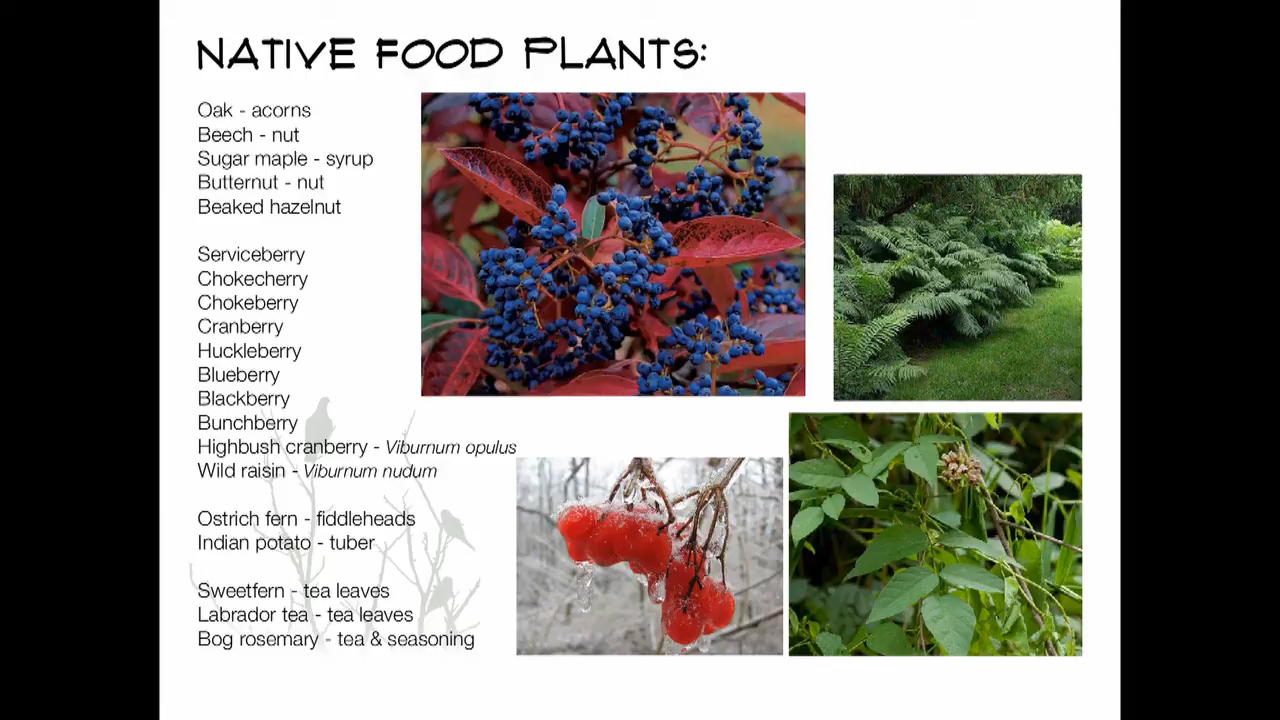 NATIVE FOOD PLANTS:
Oak - acorns
Beech - nut
Sugar maple - syrup
Butternut - nut
Beaked hazelnut
Serviceberry
Chokecherry
Chokeberry
Cranberry
Huckleberry
Blueberry
Blackberry
Bunchberry
Highbush cranberry - Viburnum opulus
Wild raisin - Viburnum nudum
Ostrich fern - fiddleheads
Indian potato - tuber
Sweetfern - tea leaves
Labrador tea - tea leaves
Bog rosemary - tea & seasoning